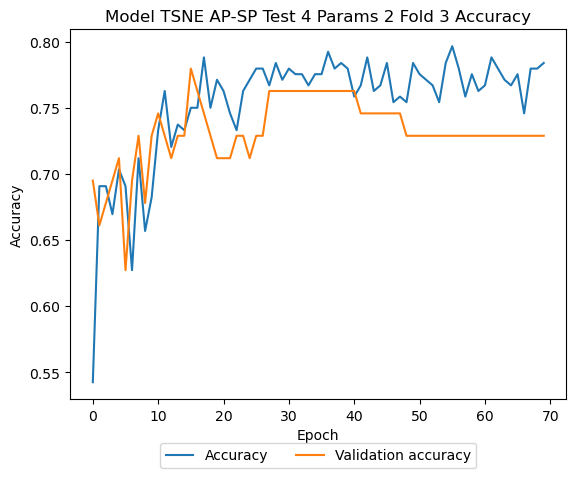 Model TSNE AP-SP Test 4 Params 2 Fold 3 Accuracy
0.80
0.75
0.70
0.65
0.60
0.55
Accuracy
0 10 20 30 40 50 60 70
Epoch
Accuracy Validation accuracy